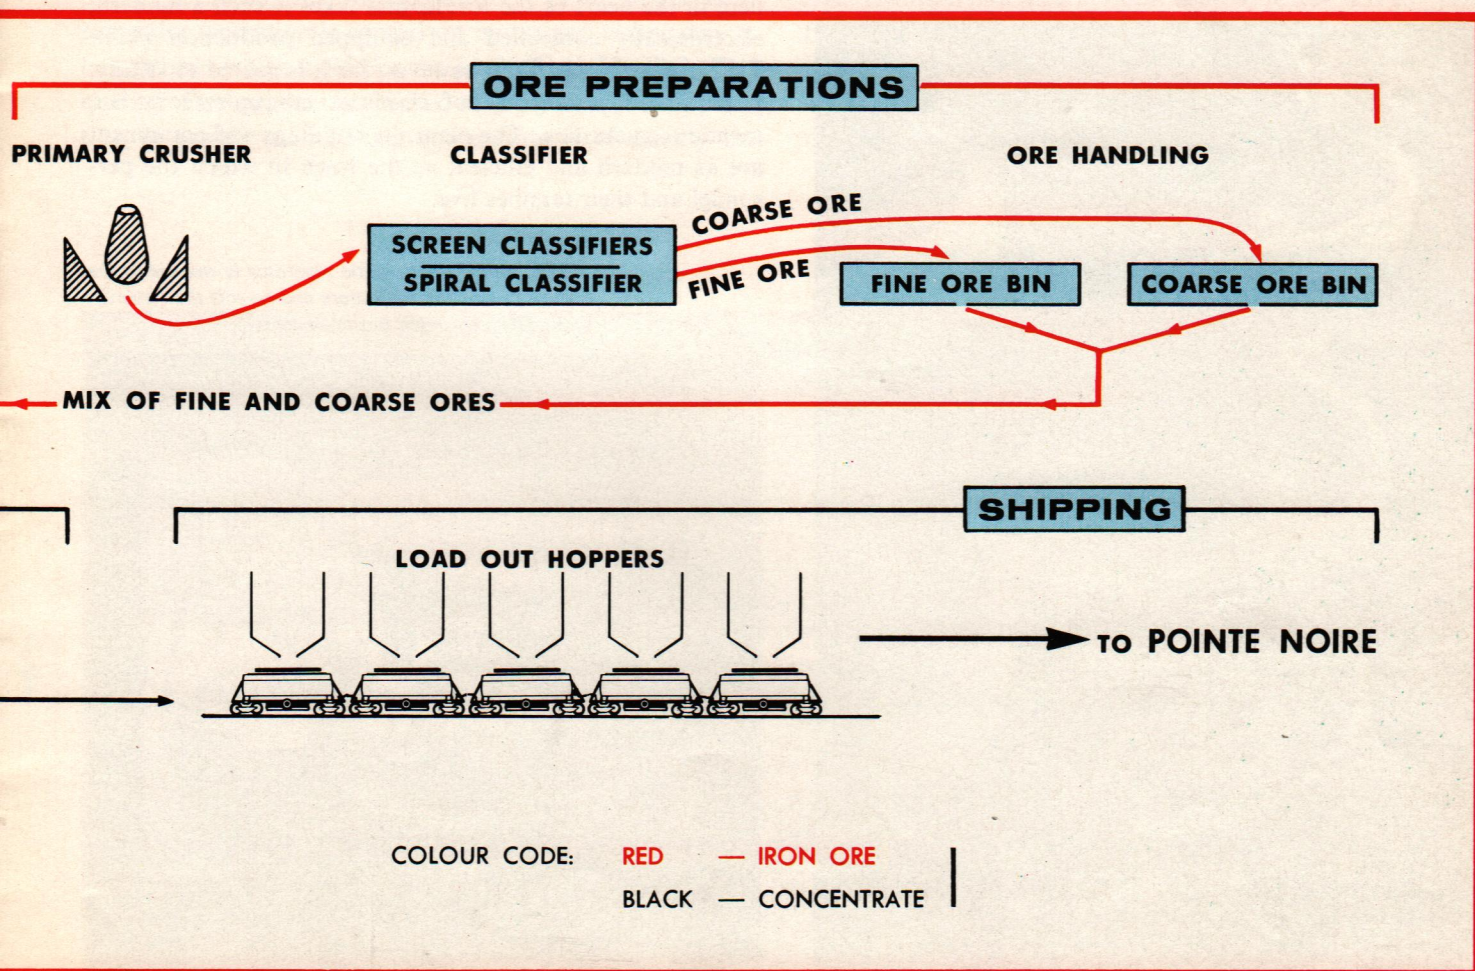 ORE PREPARATIONS
PRIMARY CRUSHER
CLASSIFIER
ORE HANDLING
COARSE ORE
SCREEN CLASSIFIERS
SPIRAL CLASSIFIER
FINE ORE
FINE ORE BIN
COARSE ORE BIN
MIX OF FINE AND COARSE ORES
SHIPPING
LOAD OUT HOPPERS
TO POINTE NOIRE
COLOUR CODE: RED — IRON ORE
BLACK — CONCENTRATE